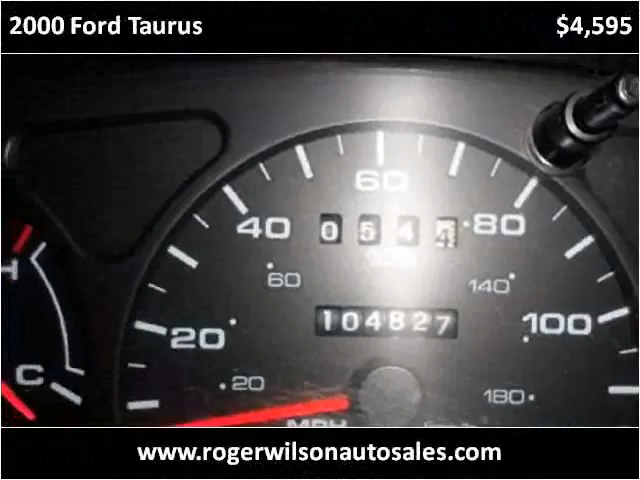 2000 Ford Taurus $4,595
60
40 80
0 5 4
60 140
104827
20 100
H
C
20 180
MPH
www.rogerwilsonautosales.com